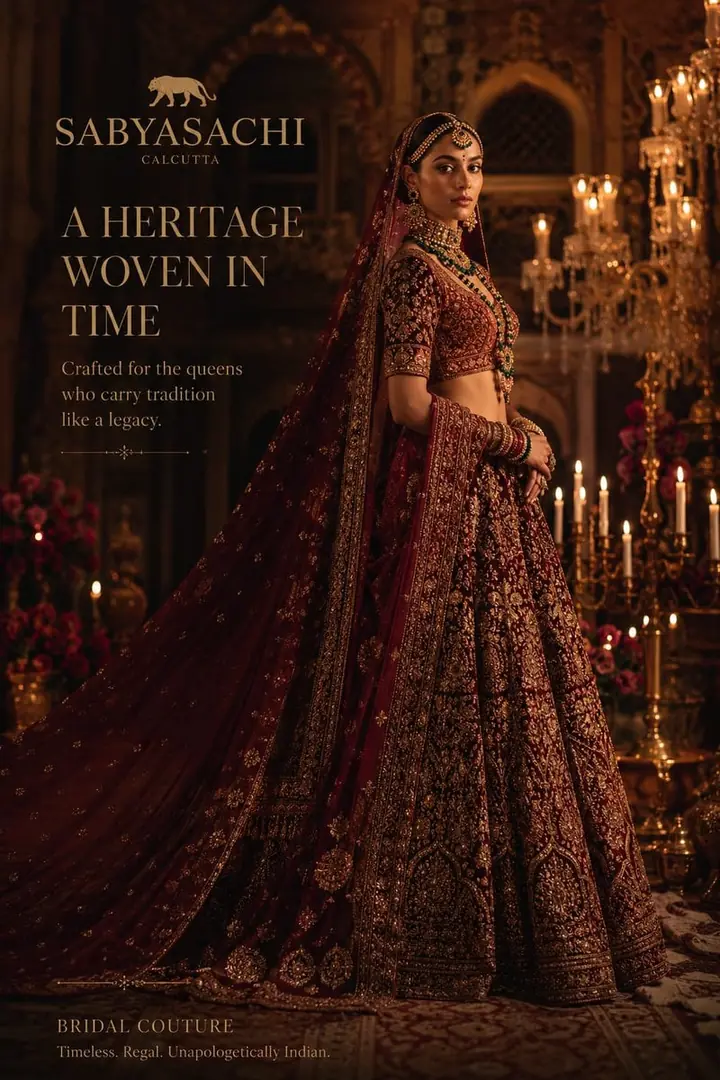 SABYASACHI
CALCUTTA
A HERITAGE
WOVEN IN
TIME
Crafted for the queens
who carry tradition
like a legacy.
BRIDAL COUTURE
Timeless. Regal. Unapologetically Indian.